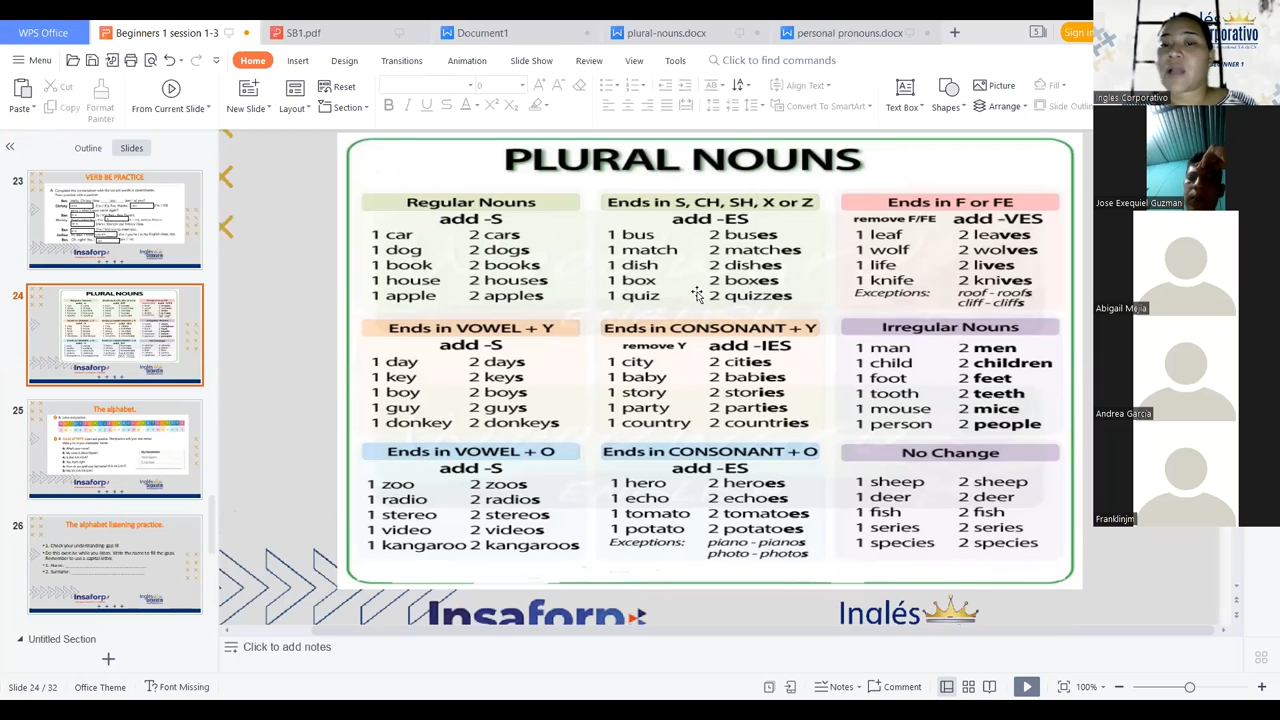 WPS Office
Beginners 1 session 1-3
SB1.pdf
Document1
plural-nouns.docx
personal pronouns.docx
Sign in
Menu
Home
Insert
Design
Transitions
Animation
Slide Show
Review
View
Tools
Click to find commands
Paste
Cut
Copy
Format Painter
From Current Slide
New Slide
Layout
Reset
Section
Align Text
Convert To SmartArt
Text Box
Shapes
Picture
Arrange
Fill
Outline
Slides
23
VERB BE PRACTICE
24
25
The alphabet.
26
The alphabet listening practice.
Untitled Section
PLURAL NOUNS
Regular Nouns
add -S
1 car 2 cars
1 dog 2 dogs
1 book 2 books
1 house 2 houses
1 apple 2 apples
Ends in S, CH, SH, X or Z
add -ES
1 bus 2 buses
1 match 2 matches
1 dish 2 dishes
1 box 2 boxes
1 quiz 2 quizzes
Ends in F or FE
remove F/FE add -VES
1 leaf 2 leaves
1 wolf 2 wolves
1 life 2 lives
1 knife 2 knives
Exceptions: roof - roofs
cliff - cliffs
Ends in VOWEL + Y
add -S
1 day 2 days
1 key 2 keys
1 boy 2 boys
1 guy 2 guys
1 donkey 2 donkeys
Ends in CONSONANT + Y
remove Y add -IES
1 city 2 cities
1 baby 2 babies
1 story 2 stories
1 party 2 parties
1 country 2 countries
Irregular Nouns
1 man 2 men
1 child 2 children
1 foot 2 feet
1 tooth 2 teeth
1 mouse 2 mice
1 person 2 people
Ends in VOWEL + O
add -S
1 zoo 2 zoos
1 radio 2 radios
1 stereo 2 stereos
1 video 2 videos
1 kangaroo 2 kangaroos
Ends in CONSONANT + O
add -ES
1 hero 2 heroes
1 echo 2 echoes
1 tomato 2 tomatoes
1 potato 2 potatoes
Exceptions: piano - pianos
photo - photos
No Change
1 sheep 2 sheep
1 deer 2 deer
1 fish 2 fish
1 series 2 series
1 species 2 species
Insaforp
Inglés
Click to add notes
Slide 24 / 32
Office Theme
Font Missing
Notes
Comment
100%
Ingles Corporativo
Jose Exequiel Guzman
Abigail Mejia
Andrea Garcia
Franklinjm